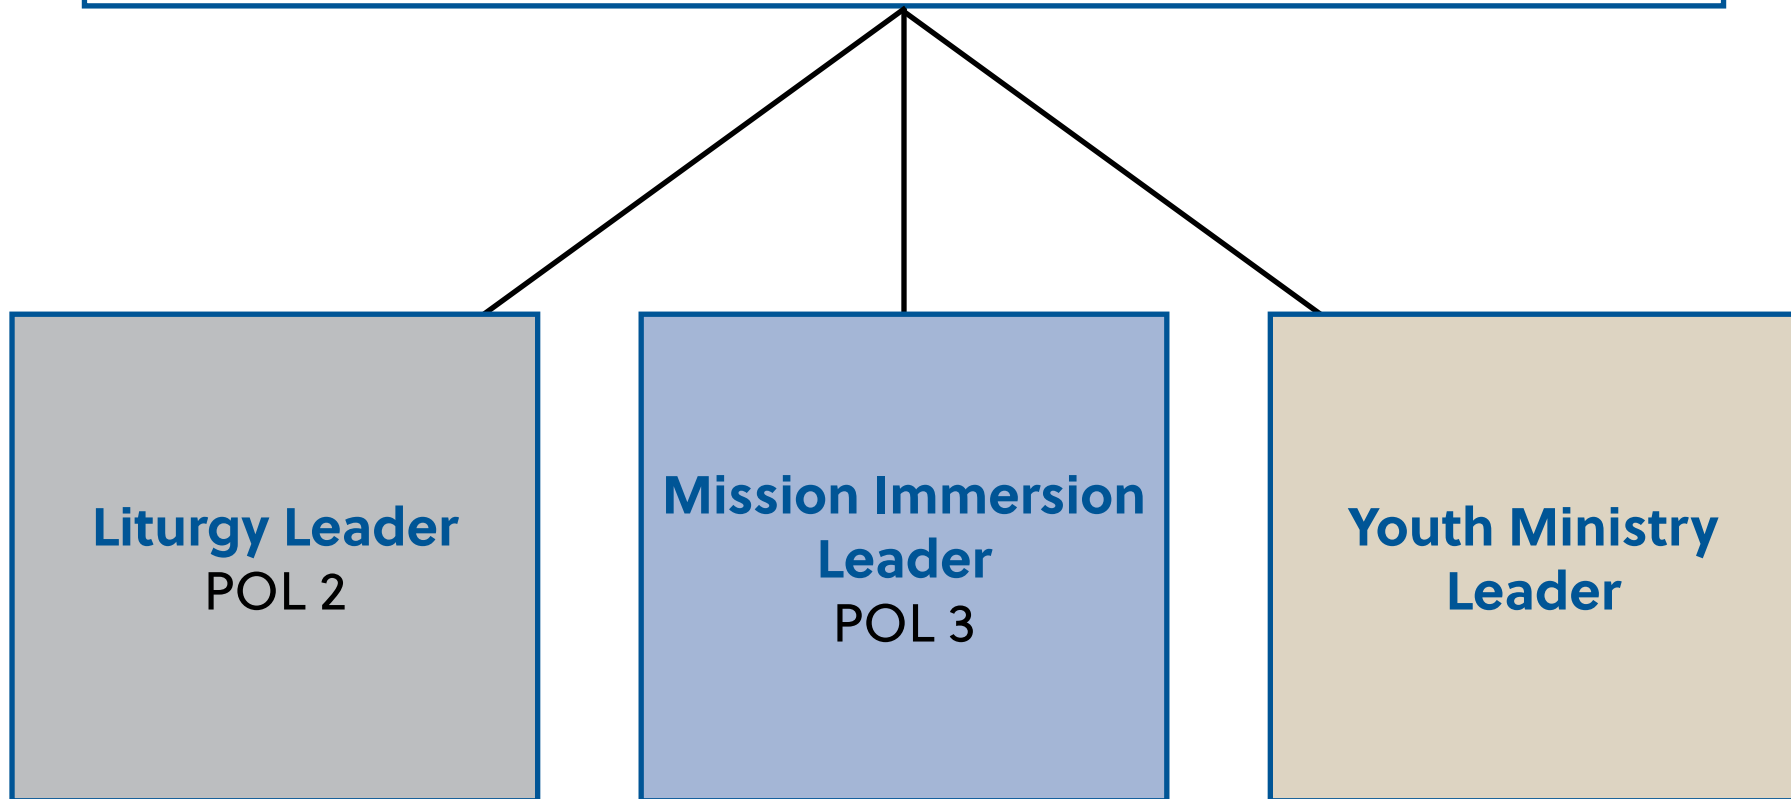 Liturgy Leader
POL 2
Mission Immersion
Leader
POL 3
Youth Ministry
Leader